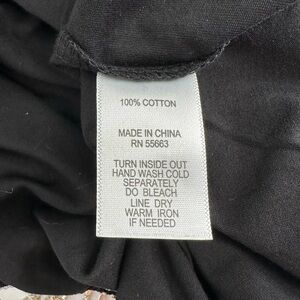 100% COTTON
MADE IN CHINA
RN 55663
TURN INSIDE OUT
HAND WASH COLD
SEPARATELY
DO BLEACH
LINE DRY
WARM IRON
IF NEEDED